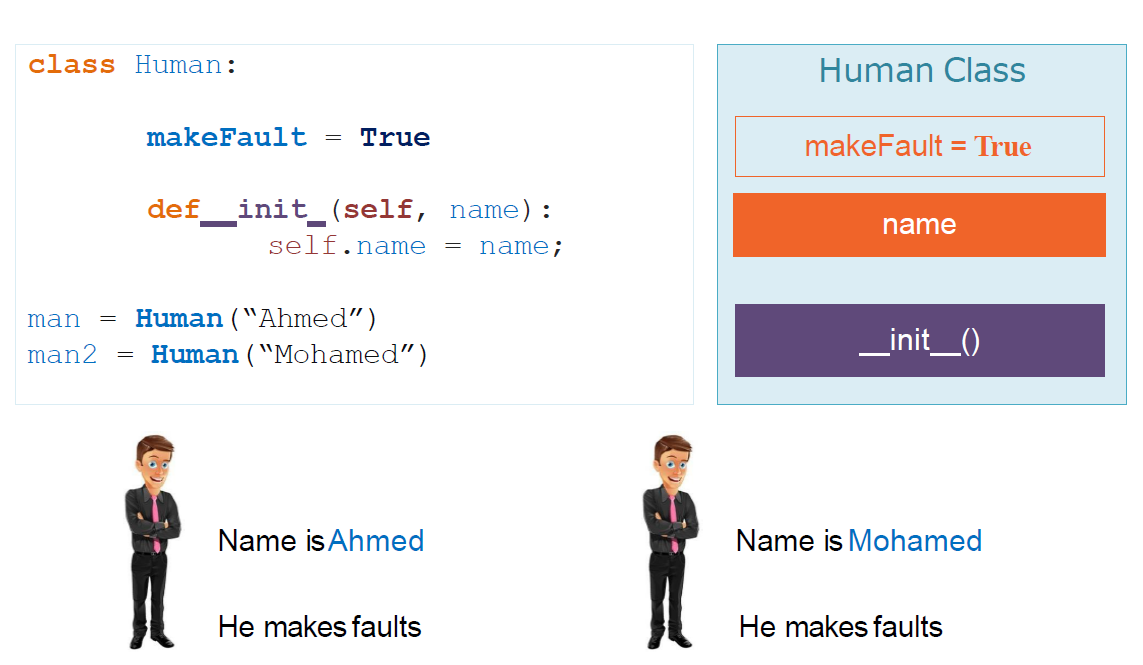 class Human:
makeFault = True
def__init_(self, name):
self.name = name;
man = Human(“Ahmed”)
man2 = Human(“Mohamed”)
Human Class
makeFault = True
name
__init__()
Name is Ahmed
He makes faults
Name is Mohamed
He makes faults